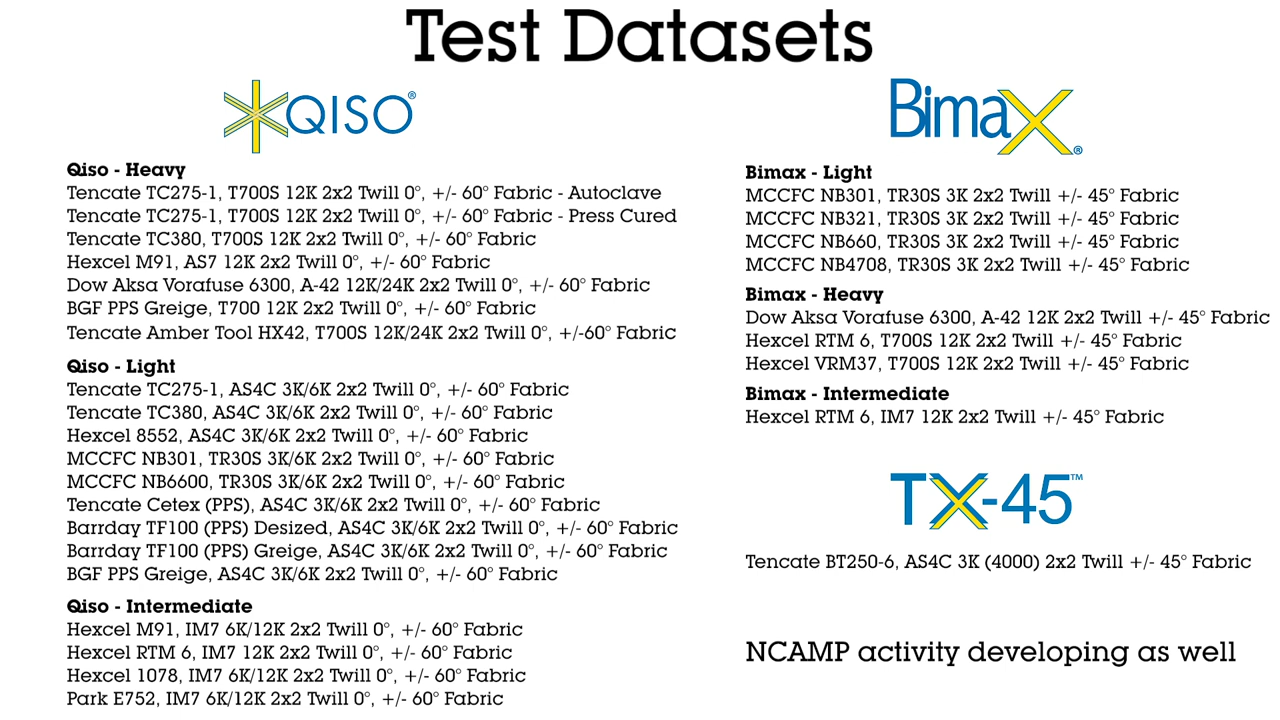 Test Datasets
QISO®
Qiso - Heavy
Tencate TC275-1, T700S 12K 2x2 Twill 0°, +/- 60° Fabric - Autoclave
Tencate TC275-1, T700S 12K 2x2 Twill 0°, +/- 60° Fabric - Press Cured
Tencate TC380, T700S 12K 2x2 Twill 0°, +/- 60° Fabric
Hexcel M91, AS7 12K 2x2 Twill 0°, +/- 60° Fabric
Dow Aksa Vorafuse 6300, A-42 12K/24K 2x2 Twill 0°, +/- 60° Fabric
BGF PPS Greige, T700 12K 2x2 Twill 0°, +/- 60° Fabric
Tencate Amber Tool HX42, T700S 12K/24K 2x2 Twill 0°, +/-60° Fabric
Qiso - Light
Tencate TC275-1, AS4C 3K/6K 2x2 Twill 0°, +/- 60° Fabric
Tencate TC380, AS4C 3K/6K 2x2 Twill 0°, +/- 60° Fabric
Hexcel 8552, AS4C 3K/6K 2x2 Twill 0°, +/- 60° Fabric
MCCFC NB301, TR30S 3K/6K 2x2 Twill 0°, +/- 60° Fabric
MCCFC NB6600, TR30S 3K/6K 2x2 Twill 0°, +/- 60° Fabric
Tencate Cetex (PPS), AS4C 3K/6K 2x2 Twill 0°, +/- 60° Fabric
Barrday TF100 (PPS) Desized, AS4C 3K/6K 2x2 Twill 0°, +/- 60° Fabric
Barrday TF100 (PPS) Greige, AS4C 3K/6K 2x2 Twill 0°, +/- 60° Fabric
BGF PPS Greige, AS4C 3K/6K 2x2 Twill 0°, +/- 60° Fabric
Qiso - Intermediate
Hexcel M91, IM7 6K/12K 2x2 Twill 0°, +/- 60° Fabric
Hexcel RTM 6, IM7 12K 2x2 Twill 0°, +/- 60° Fabric
Hexcel 1078, IM7 6K/12K 2x2 Twill 0°, +/- 60° Fabric
Park E752, IM7 6K/12K 2x2 Twill 0°, +/- 60° Fabric
BimaX®
Bimax - Light
MCCFC NB301, TR30S 3K 2x2 Twill +/- 45° Fabric
MCCFC NB321, TR30S 3K 2x2 Twill +/- 45° Fabric
MCCFC NB660, TR30S 3K 2x2 Twill +/- 45° Fabric
MCCFC NB4708, TR30S 3K 2x2 Twill +/- 45° Fabric
Bimax - Heavy
Dow Aksa Vorafuse 6300, A-42 12K 2x2 Twill +/- 45° Fabric
Hexcel RTM 6, T700S 12K 2x2 Twill +/- 45° Fabric
Hexcel VRM37, T700S 12K 2x2 Twill +/- 45° Fabric
Bimax - Intermediate
Hexcel RTM 6, IM7 12K 2x2 Twill +/- 45° Fabric
TX-45™
Tencate BT250-6, AS4C 3K (4000) 2x2 Twill +/- 45° Fabric
NCAMP activity developing as well